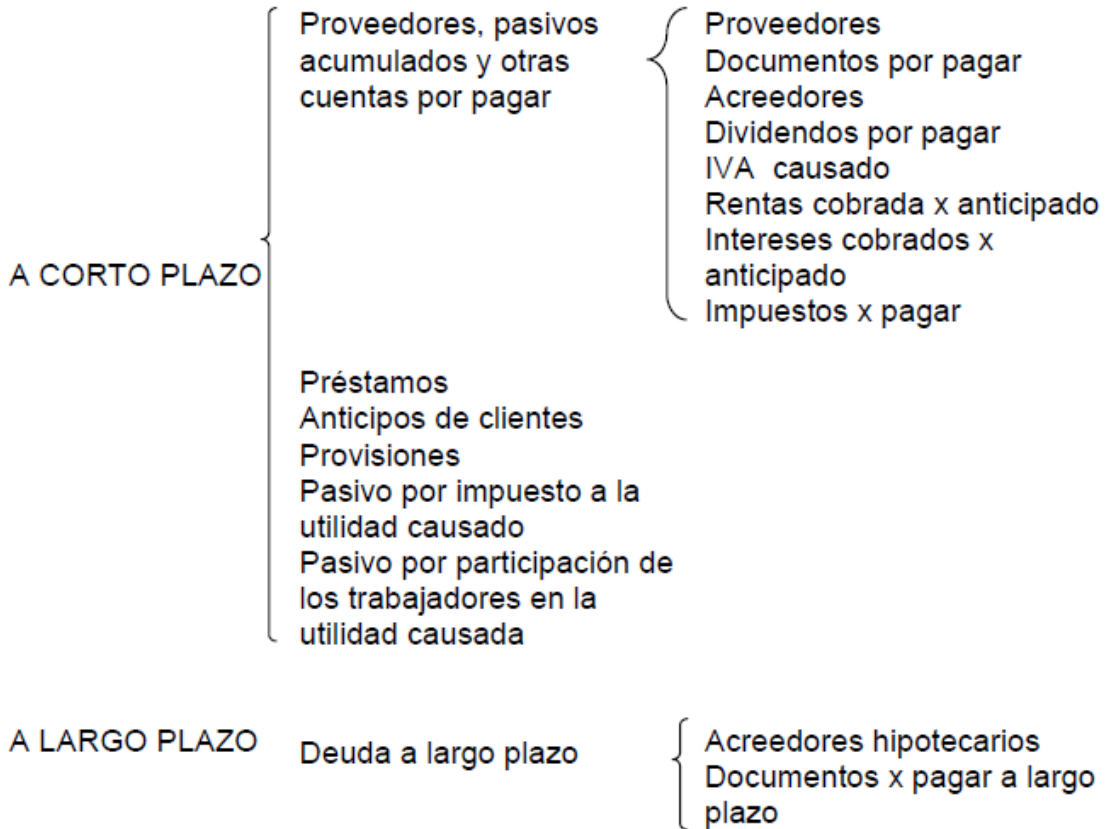 Proveedores, pasivos
acumulados y otras
cuentas por pagar
Proveedores
Documentos por pagar
Acreedores
Dividendos por pagar
IVA causado
Rentas cobrada x anticipado
Intereses cobrados x
anticipado
Impuestos x pagar
A CORTO PLAZO
Préstamos
Anticipos de clientes
Provisiones
Pasivo por impuesto a la
utilidad causado
Pasivo por participación de
los trabajadores en la
utilidad causada
A LARGO PLAZO
Deuda a largo plazo
Acreedores hipotecarios
Documentos x pagar a largo
plazo